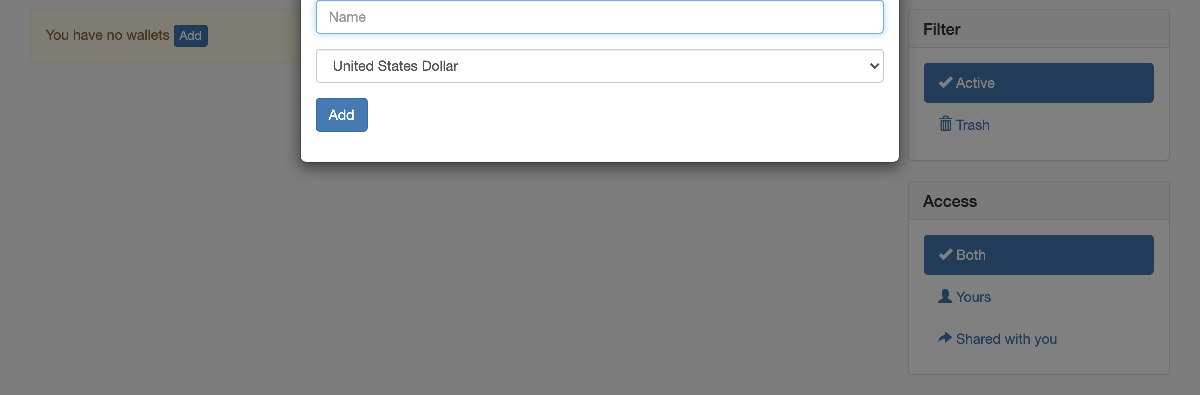 You have no wallets Add
Name
United States Dollar
Add
Filter
Active
Trash
Access
Both
Yours
Shared with you